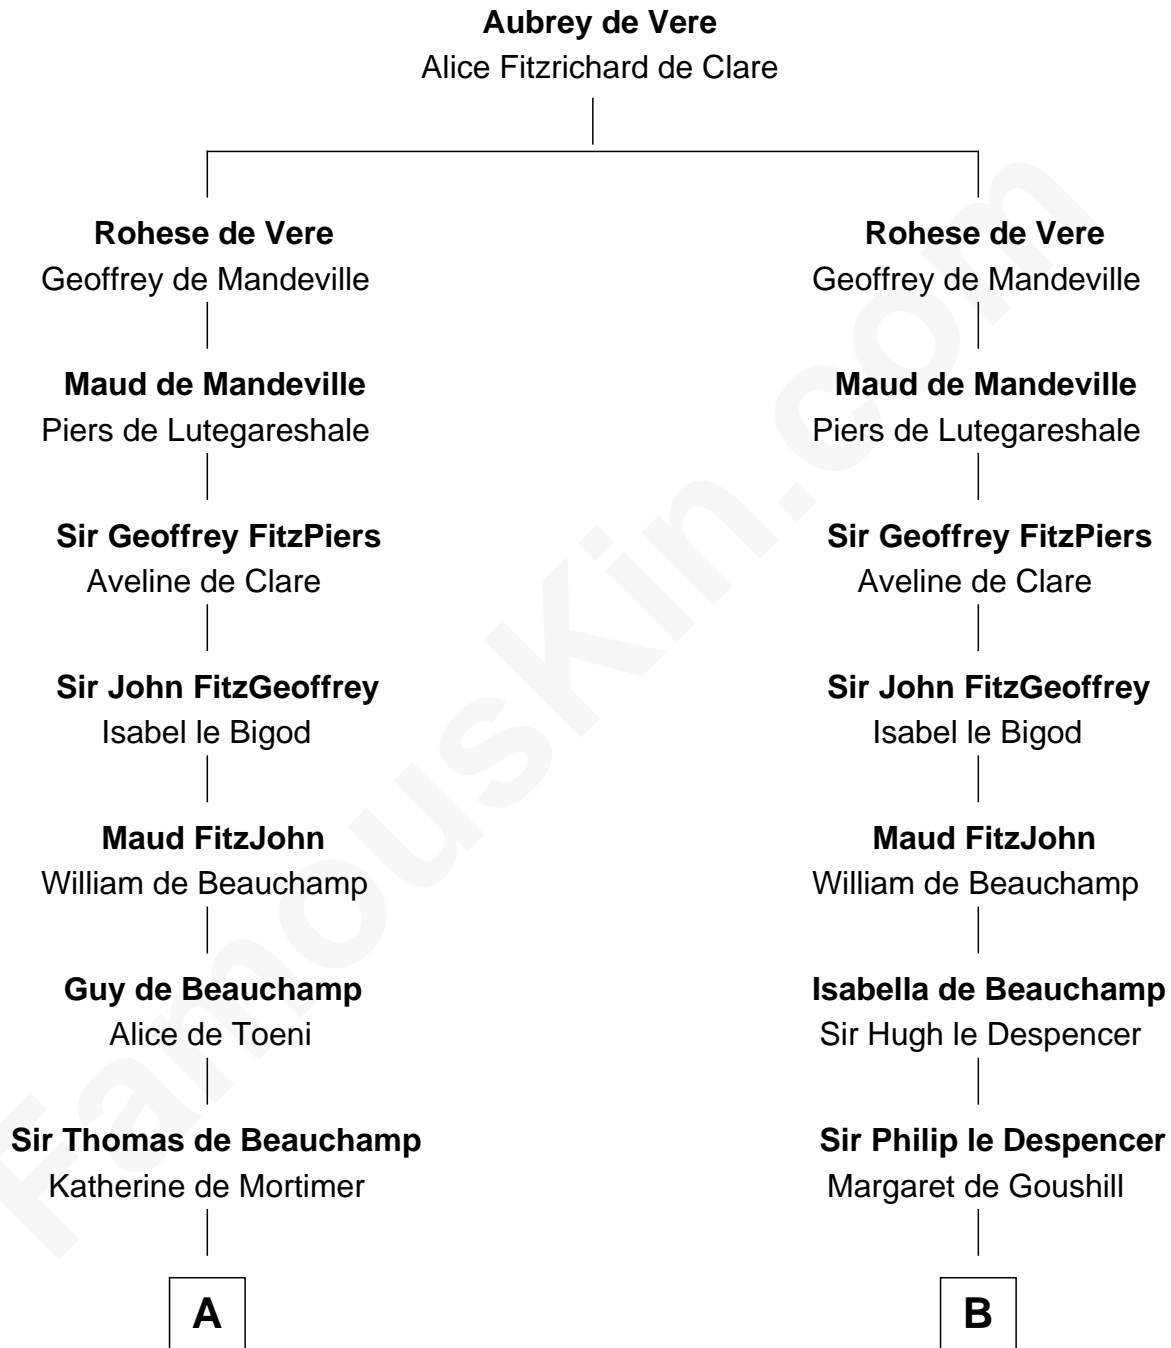 Aubrey de Vere
Alice Fitzrichard de Clare
Rohese de Vere
Geoffrey de Mandeville
Rohese de Vere
Geoffrey de Mandeville
Maud de Mandeville
Piers de Lutegareshale
Maud de Mandeville
Piers de Lutegareshale
Sir Geoffrey FitzPiers
Aveline de Clare
Sir Geoffrey FitzPiers
Aveline de Clare
Sir John FitzGeoffrey
Isabel le Bigod
Sir John FitzGeoffrey
Isabel le Bigod
Maud FitzJohn
William de Beauchamp
Maud FitzJohn
William de Beauchamp
Guy de Beauchamp
Alice de Toeni
Isabella de Beauchamp
Sir Hugh le Despencer
Sir Thomas de Beauchamp
Katherine de Mortimer
Sir Philip le Despencer
Margaret de Goushill
A
B
FamousKin.com